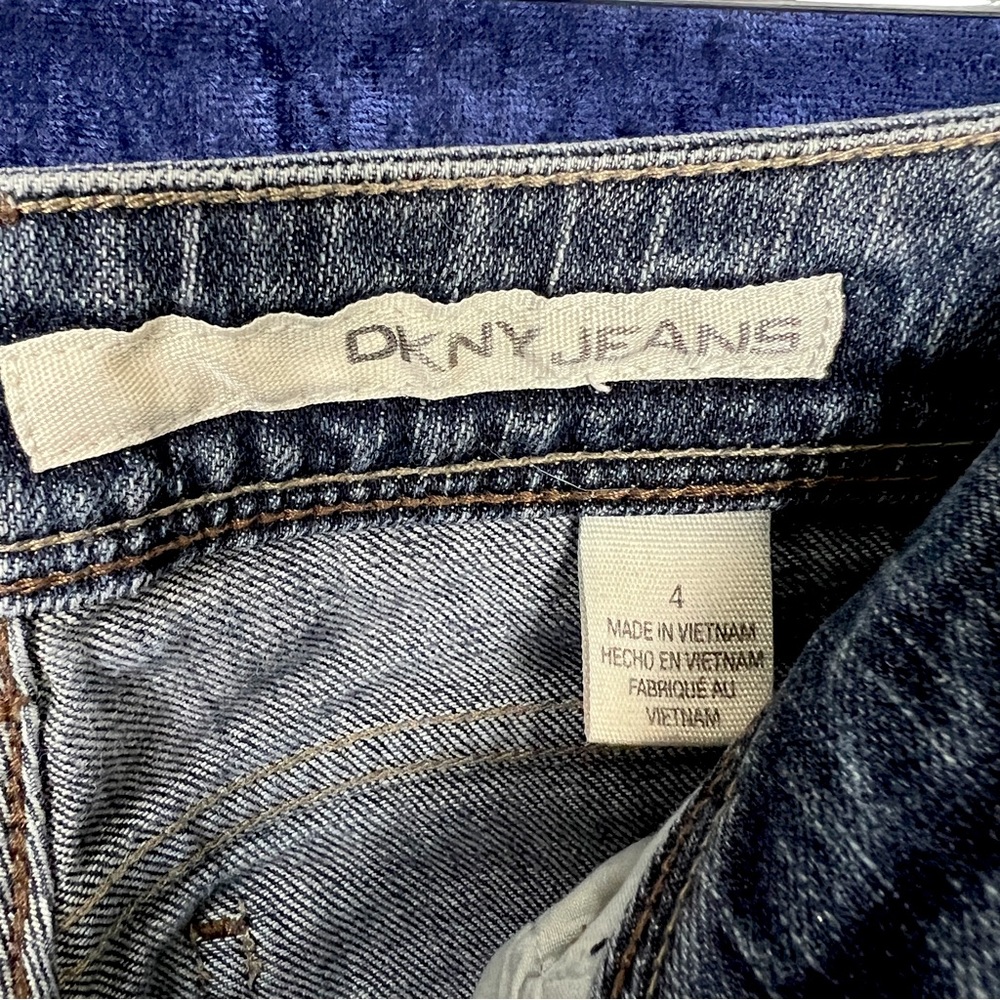 DKNY JEANS
4
MADE IN VIETNAM
HECHO EN VIETNAM
FABRIQUÉ AU
VIETNAM